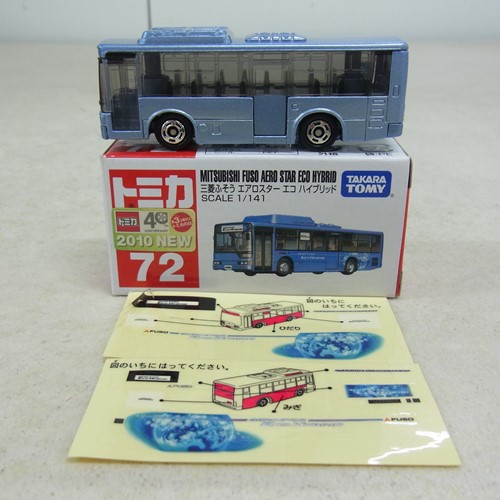 トミカ
MITSUBISHI FUSO AERO STAR ECO HYBRID
三菱ふそう エアロスター エコ ハイブリッド
SCALE 1/141
TAKARA
TOMY
トミカ 40
2010 NEW
72
図のいちに
はってください。
ひだり
FUSO
図のいちにはってください。
FUSO
みぎ
FUSO